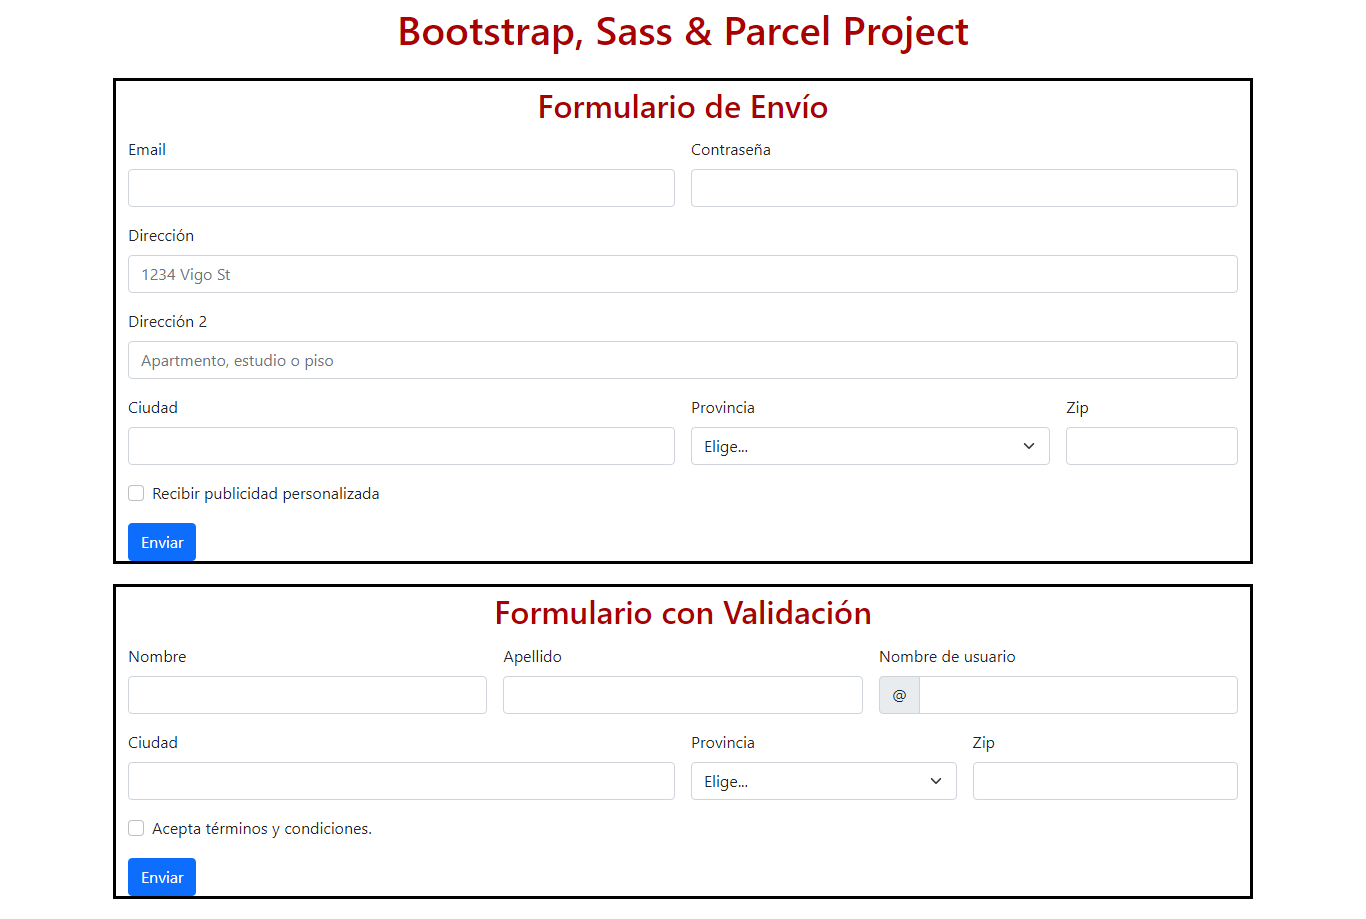 Bootstrap, Sass & Parcel Project
Formulario de Envío
Email Contraseña
Dirección
1234 Vigo St
Dirección 2
Apartmento, estudio o piso
Ciudad Provincia Zip
Elige...
Recibir publicidad personalizada
Enviar
Formulario con Validación
Nombre Apellido Nombre de usuario
@
Ciudad Provincia Zip
Elige...
Acepta términos y condiciones.
Enviar